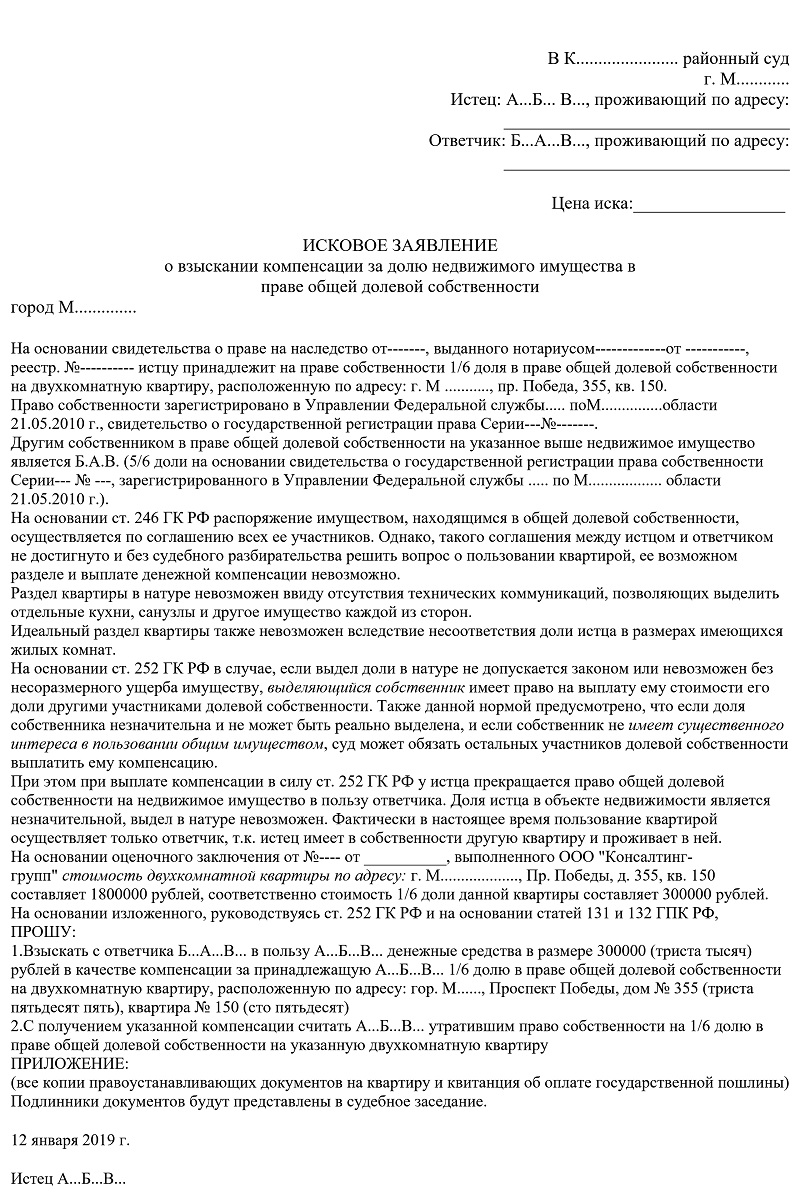 В К....................... районный суд
г. М............
Истец: А...Б... В..., проживающий по адресу:
________________________________
Ответчик: Б...А...В..., проживающий по адресу:
________________________________
Цена иска:_________________
ИСКОВОЕ ЗАЯВЛЕНИЕ
о взыскании компенсации за долю недвижимого имущества в
праве общей долевой собственности
город М..............
На основании свидетельства о праве на наследство от-------, выданного нотариусом-------------от -----------,
реестр. №---------- истцу принадлежит на праве собственности 1/6 доля в праве общей долевой собственности
на двухкомнатную квартиру, расположенную по адресу: г. М ..........., пр. Победа, 355, кв. 150.
Право собственности зарегистрировано в Управлении Федеральной службы..... поМ...............области
21.05.2010 г., свидетельство о государственной регистрации права Серии---№-------.
Другим собственником в праве общей долевой собственности на указанное выше недвижимое имущество
является Б.А.В. (5/6 доли на основании свидетельства о государственной регистрации права собственности
Серии--- № ---, зарегистрированного в Управлении Федеральной службы ..... по М................. области
21.05.2010 г.).
На основании ст. 246 ГК РФ распоряжение имуществом, находящимся в общей долевой собственности,
осуществляется по соглашению всех ее участников. Однако, такого соглашения между истцом и ответчиком
не достигнуто и без судебного разбирательства решить вопрос о пользовании квартирой, ее возможном
разделе и выплате денежной компенсации невозможно.
Раздел квартиры в натуре невозможен ввиду отсутствия технических коммуникаций, позволяющих выделить
отдельные кухни, санузлы и другое имущество каждой из сторон.
Идеальный раздел квартиры также невозможен вследствие несоответствия доли истца в размерах имеющихся
жилых комнат.
На основании ст. 252 ГК РФ в случае, если выдел доли в натуре не допускается законом или невозможен без
несоразмерного ущерба имуществу, выделяющийся собственник имеет право на выплату ему стоимости его
доли другими участниками долевой собственности. Также данной нормой предусмотрено, что если доля
собственника незначительна и не может быть реально выделена, и если собственник не имеет существенного
интереса в пользовании общим имуществом, суд может обязать остальных участников долевой собственности
выплатить ему компенсацию.
При этом при выплате компенсации в силу ст. 252 ГК РФ у истца прекращается право общей долевой
собственности на недвижимое имущество в пользу ответчика. Доля истца в объекте недвижимости является
незначительной, выдел в натуре невозможен. Фактически в настоящее время пользование квартирой
осуществляет только ответчик, т.к. истец имеет в собственности другую квартиру и проживает в ней.
На основании оценочного заключения от №---- от __________, выполненного ООО "Консалтинг-
групп" стоимость двухкомнатной квартиры по адресу: г. М..................., Пр. Победы, д. 355, кв. 150
составляет 1800000 рублей, соответственно стоимость 1/6 доли данной квартиры составляет 300000 рублей.
На основании изложенного, руководствуясь ст. 252 ГК РФ и на основании статей 131 и 132 ГПК РФ,
ПРОШУ:
1.Взыскать с ответчика Б...А...В... в пользу А...Б...В... денежные средства в размере 300000 (триста тысяч)
рублей в качестве компенсации за принадлежащую А...Б...В... 1/6 долю в праве общей долевой собственности
на двухкомнатную квартиру, расположенную по адресу: гор. М......, Проспект Победы, дом № 355 (триста
пятьдесят пять), квартира № 150 (сто пятьдесят)
2.С получением указанной компенсации считать А...Б...В... утратившим право собственности на 1/6 долю в
праве общей долевой собственности на указанную двухкомнатную квартиру
ПРИЛОЖЕНИЕ:
(все копии правоустанавливающих документов на квартиру и квитанция об оплате государственной пошлины)
Подлинники документов будут представлены в судебное заседание.
12 января 2019 г.
Истец А...Б...В...